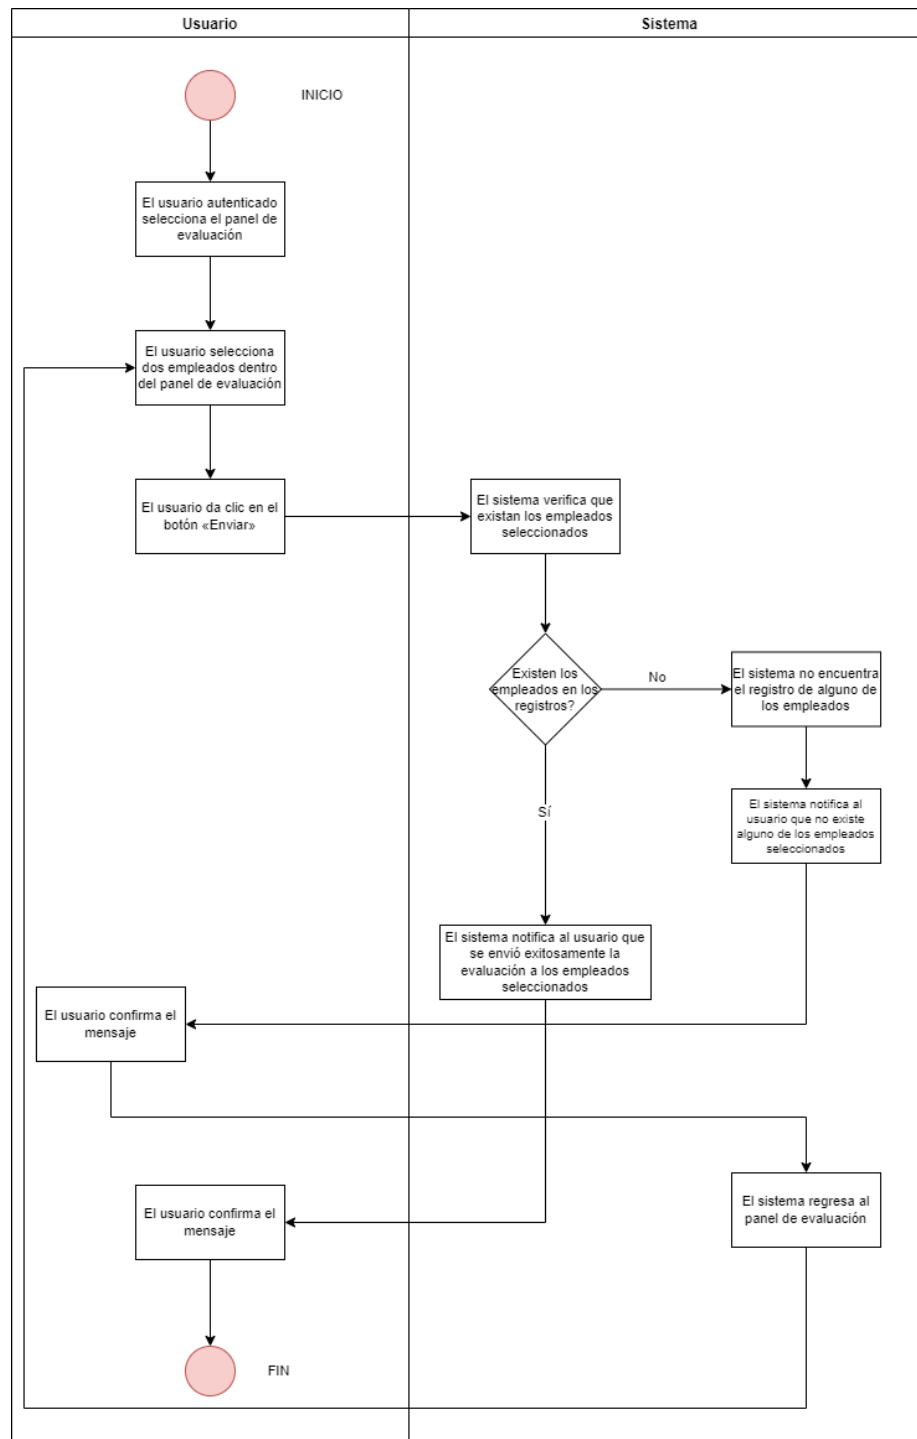 Usuario
Sistema
INICIO
El usuario autenticado
selecciona el panel de
evaluación
El usuario selecciona
dos empleados dentro
del panel de evaluación
El usuario da clic en el
botón «Enviar»
El sistema verifica que
existan los empleados
seleccionados
Existen los
empleados en los
registros?
No
El sistema no encuentra
el registro de alguno de
los empleados
El sistema notifica al
usuario que no existe
alguno de los empleados
seleccionados
Sí
El sistema notifica al usuario que
se envió exitosamente la
evaluación a los empleados
seleccionados
El usuario confirma el
mensaje
El usuario confirma el
mensaje
El sistema regresa al
panel de evaluación
FIN